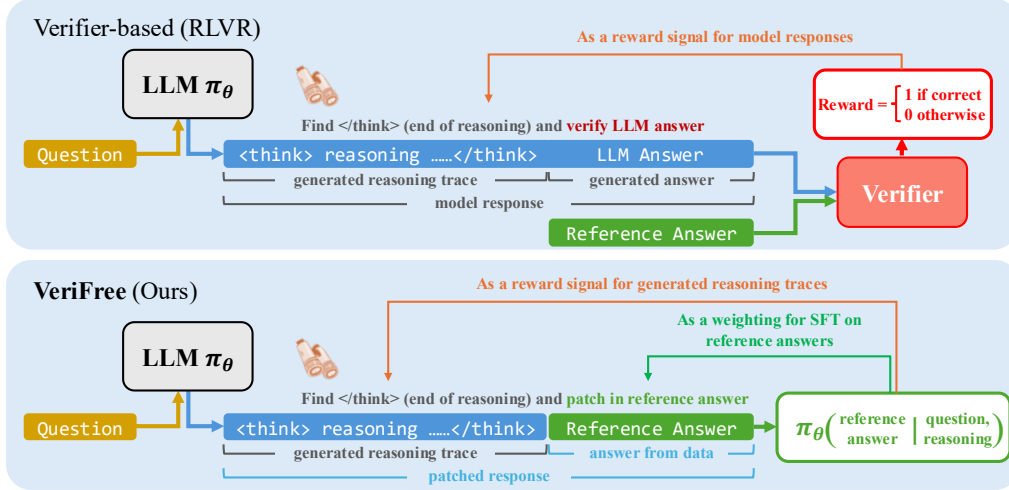 Verifier-based (RLVR)
LLM πθ
As a reward signal for model responses
Reward = { 1 if correct
0 otherwise
Find </think> (end of reasoning) and verify LLM answer
Question
<think> reasoning ……</think>
LLM Answer
generated reasoning trace
generated answer
model response
Verifier
Reference Answer
VeriFree (Ours)
As a reward signal for generated reasoning traces
LLM πθ
As a weighting for SFT on
reference answers
Find </think> (end of reasoning) and patch in reference answer
Question
<think> reasoning ……</think>
Reference Answer
πθ( reference | question,
answer reasoning )
generated reasoning trace
answer from data
patched response